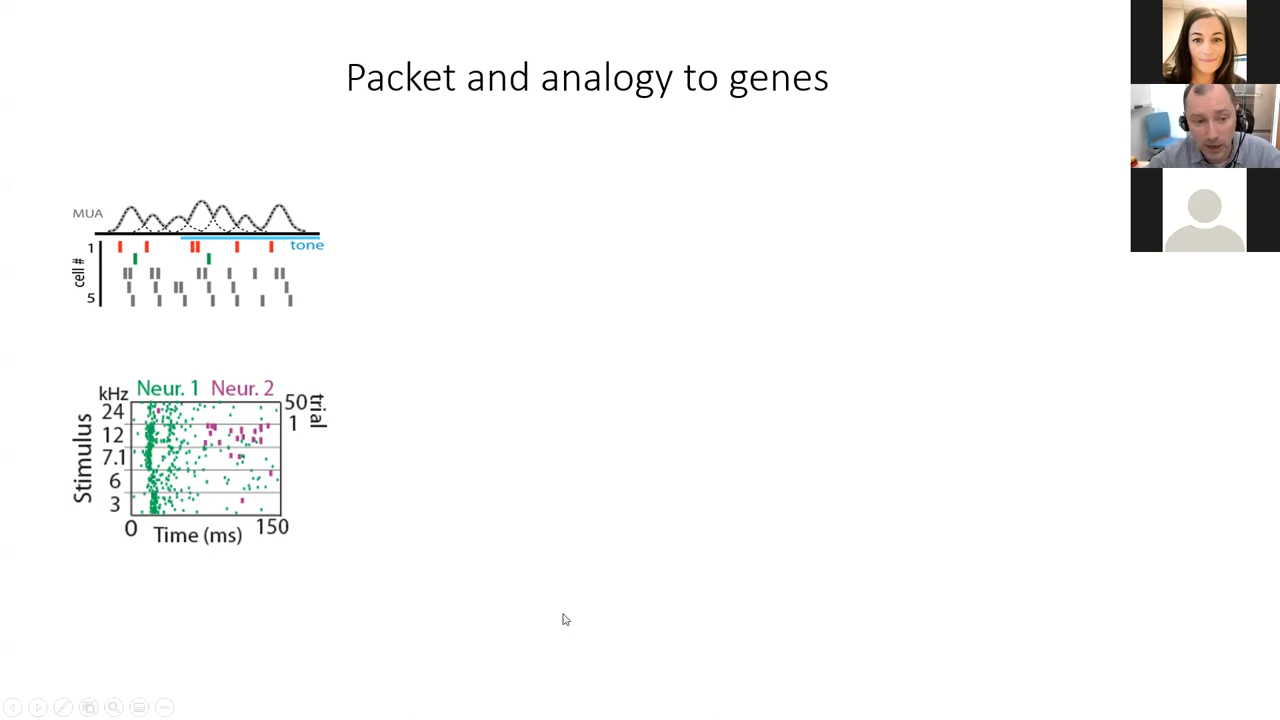 Packet and analogy to genes
MUA
tone
1
cell #
5
Neur. 1 Neur. 2
kHz
24
12
7.1
6
3
Stimulus
50
1
trial
0
150
Time (ms)